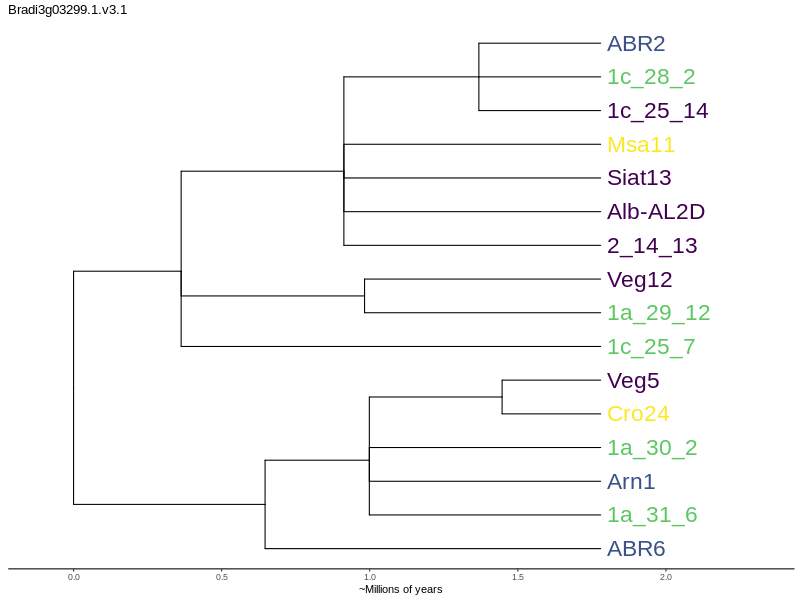 Bradi3g03299.1.v3.1
ABR2
1c_28_2
1c_25_14
Msa11
Siat13
Alb-AL2D
2_14_13
Veg12
1a_29_12
1c_25_7
Veg5
Cro24
1a_30_2
Arn1
1a_31_6
ABR6
0.0 0.5 1.0 1.5 2.0
~Millions of years